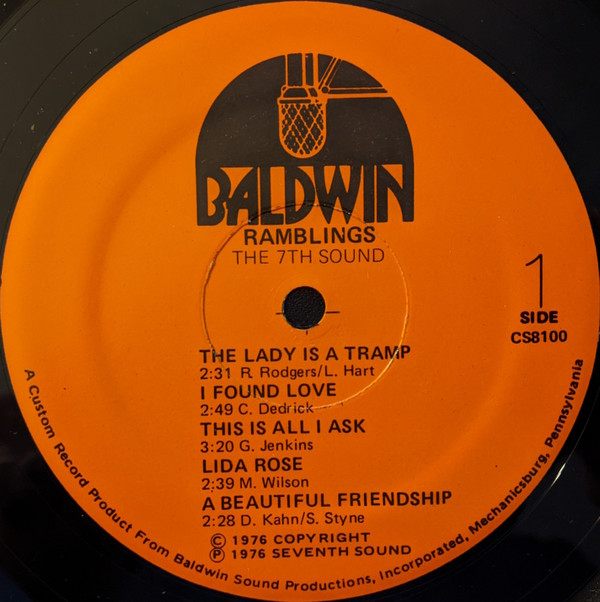 BALDWIN
RAMBLINGS
THE 7TH SOUND
1
SIDE
CS8100
THE LADY IS A TRAMP
2:31 R. Rodgers/L. Hart
I FOUND LOVE
2:49 C. Dedrick
THIS IS ALL I ASK
3:20 G. Jenkins
LIDA ROSE
2:39 M. Wilson
A BEAUTIFUL FRIENDSHIP
2:28 D. Kahn/S. Styne
© 1976 COPYRIGHT
℗ 1976 SEVENTH SOUND
A Custom Record Product From Baldwin Sound Productions, Incorporated, Mechanicsburg, Pennsylvania